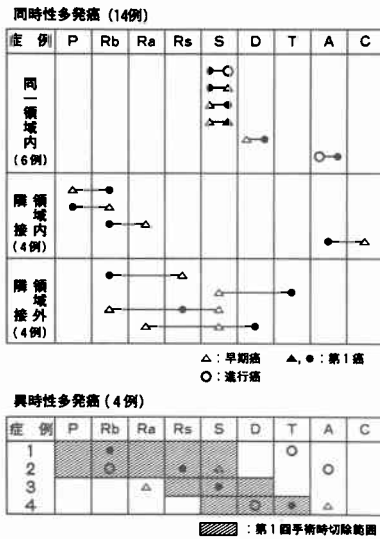 同時性多発癌(14例)
症 例 P Rb Ra Rs S D T A C
同一領域内
(6例)
隣接
領域内
(4例)
隣接
領域外
(4例)
△:早期癌 ▲,●:第1癌
○:進行癌
異時性多発癌(4例)
症 例 P Rb Ra Rs S D T A C
1
2
3
4
:第1回手術時切除範囲